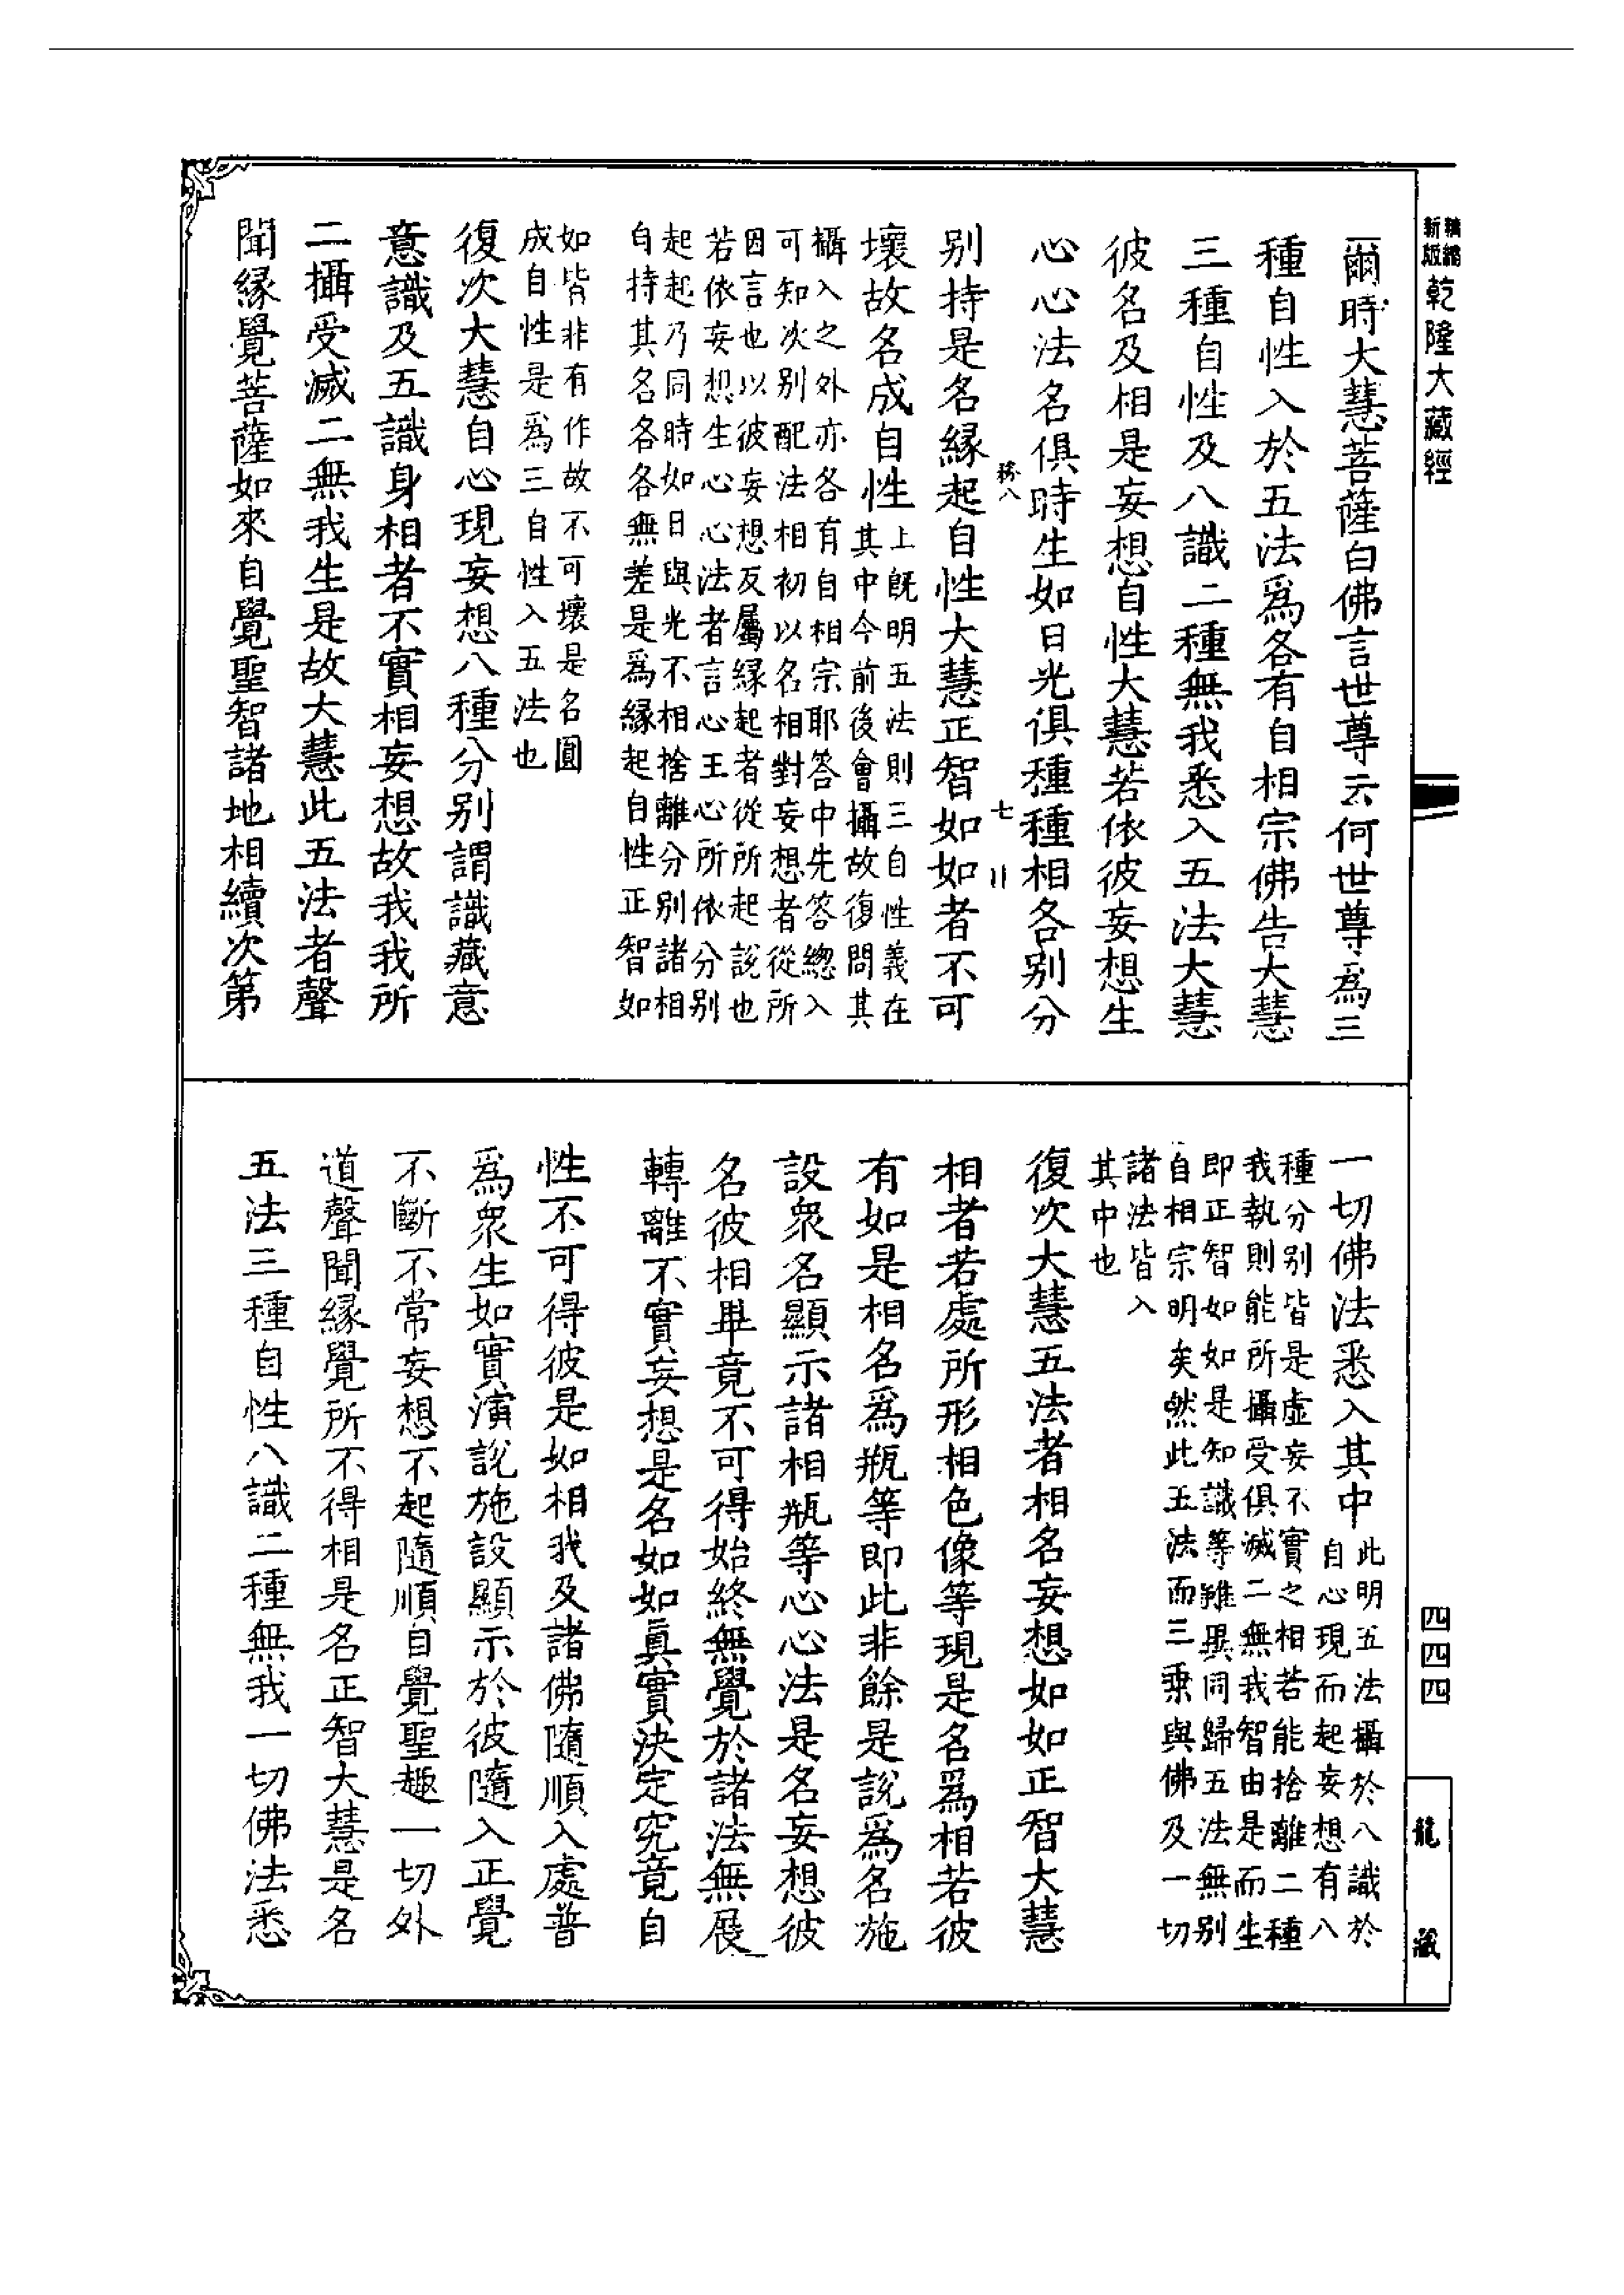 新編縮版 乾隆大藏經
爾時大慧菩薩白佛言世尊云何世尊爲三
種自性入於五法爲各有自相宗佛告大慧
三種自性及八識二種無我悉入五法大慧
彼名及相是妄想自性大慧若依彼妄想生
心心法名俱時生如日光俱種種相各別分
八 七
別持是名緣起自性大慧正智如如者不可
壞故名成自性
上既明五法則三自性義在
其中今前後會攝故復問其
攝入之外亦各有自相宗耶答中先答總入
可知次別配法相初以名相對妄想者從所
因言也以彼妄想反屬緣起者從所起說也
若依妄想生心心法者言心王心所依分別
起起乃同時如日與光不相捨離分別諸相
自持其名各各無差是爲緣起自性正智如
如皆非有作故不可壞是名圓
成自性是爲三自性入五法也
復次大慧自心現妄想八種分別謂識藏意
意識及五識身相者不實相妄想故我我所
二攝受滅二無我生是故大慧此五法者聲
聞緣覺菩薩如來自覺聖智諸地相續次第
一切佛法悉入其中
此明五法攝於八識於
自心現而起妄想有八
種分別皆是虛妄不實之相若能捨離二種
我執則能所攝受俱滅二無我智由是而生
即正智如如是知識等雖異同歸五法無別
自相宗明矣然此五法而三乘與佛及一切
諸法皆入
其中也
復次大慧五法者相名妄想如如正智大慧
相者若處所形相色像等現是名爲相若彼
有如是相名爲瓶等即此非餘是說爲名施
設眾名顯示諸相瓶等心心法是名妄想彼
名彼相畢竟不可得始終無覺於諸法無展
轉離不實妄想是名如如真實決定究竟自
性不可得彼是如相我及諸佛隨順入處普
爲眾生如實演說施設顯示於彼隨入正覺
不斷不常妄想不起隨順自覺聖趣一切外
道聲聞緣覺所不得相是名正智大慧是名
五法三種自性八識二種無我一切佛法悉
四四四
龍藏